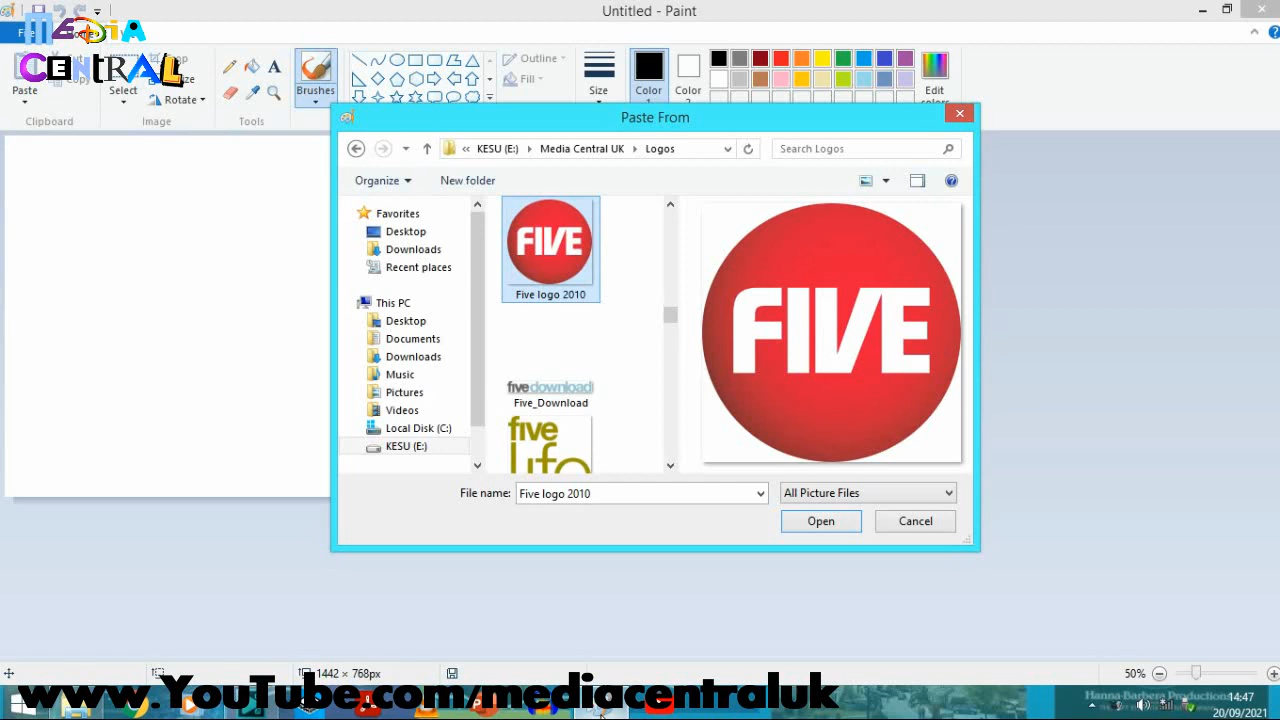 Untitled - Paint
MEDIA
CENTRAL
Paste
Select
Rotate
Brushes
Outline
Fill
Size
Color
1
Color
2
Edit
colors
Clipboard
Image
Tools
Paste From
« KESU (E:) Media Central UK Logos
Search Logos
Organize
New folder
Favorites
Desktop
Downloads
Recent places
This PC
Desktop
Documents
Downloads
Music
Pictures
Videos
Local Disk (C:)
KESU (E:)
FIVE
Five logo 2010
fivedownload
Five_Download
five
life
FIVE
File name:
Five logo 2010
All Picture Files
Open
Cancel
1442 × 768px
50%
www.YouTube.com/mediacentraluk
Hanna-Barbera Productions
14:47
20/09/2021